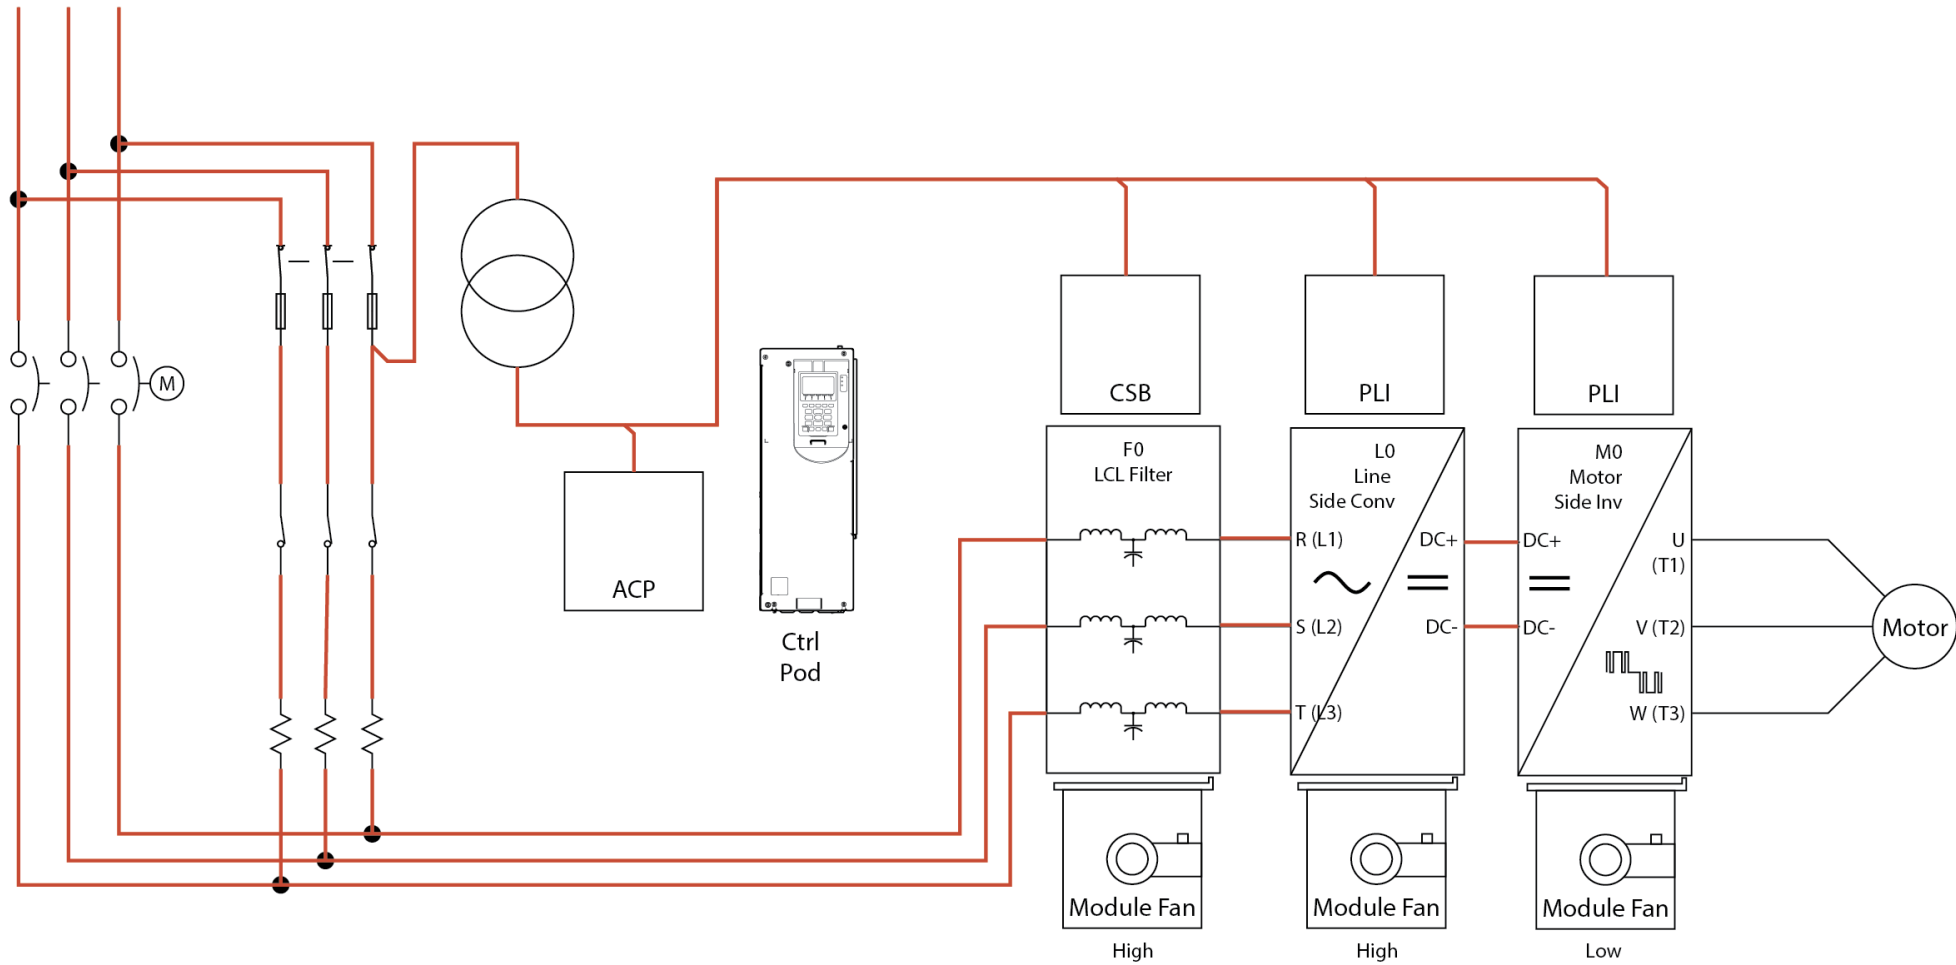 M
ACP
Ctrl
Pod
CSB
PLI
PLI
F0
LCL Filter
L0
Line
Side Conv
R (L1)
S (L2)
T (L3)
DC+
DC-
M0
Motor
Side Inv
DC+
DC-
U
(T1)
V (T2)
W (T3)
Motor
Module Fan
High
Module Fan
High
Module Fan
Low